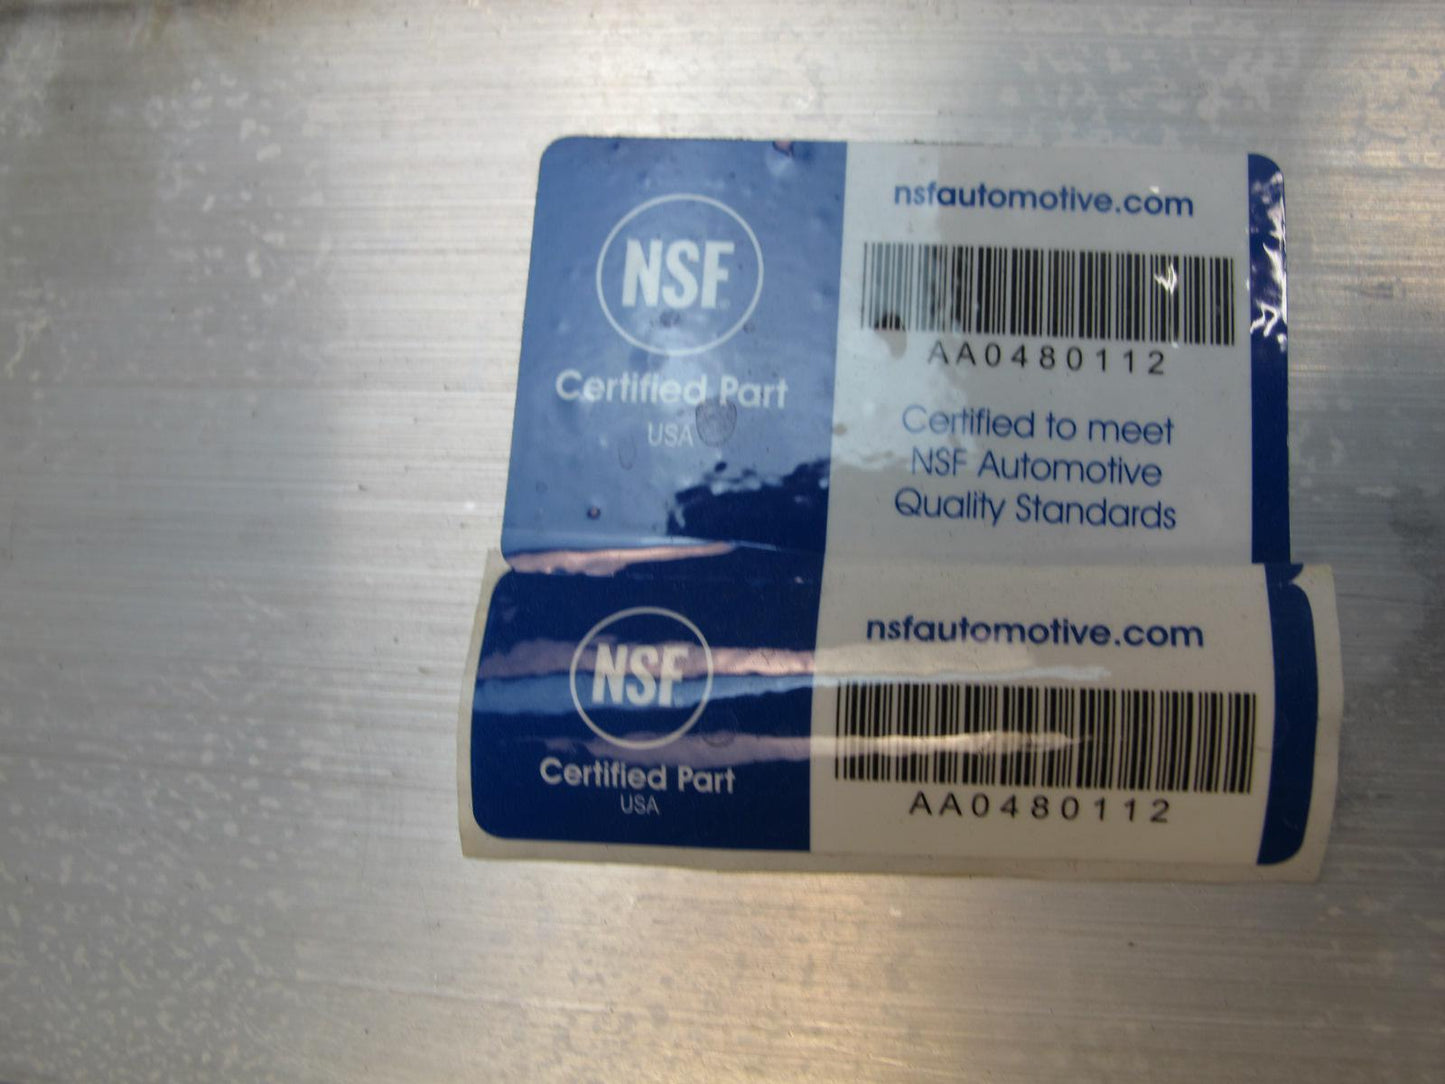 NSF
Certified Part
USA
nsfautomotive.com
AA0480112
Certified to meet
NSF Automotive
Quality Standards
NSF
Certified Part
USA
nsfautomotive.com
AA0480112